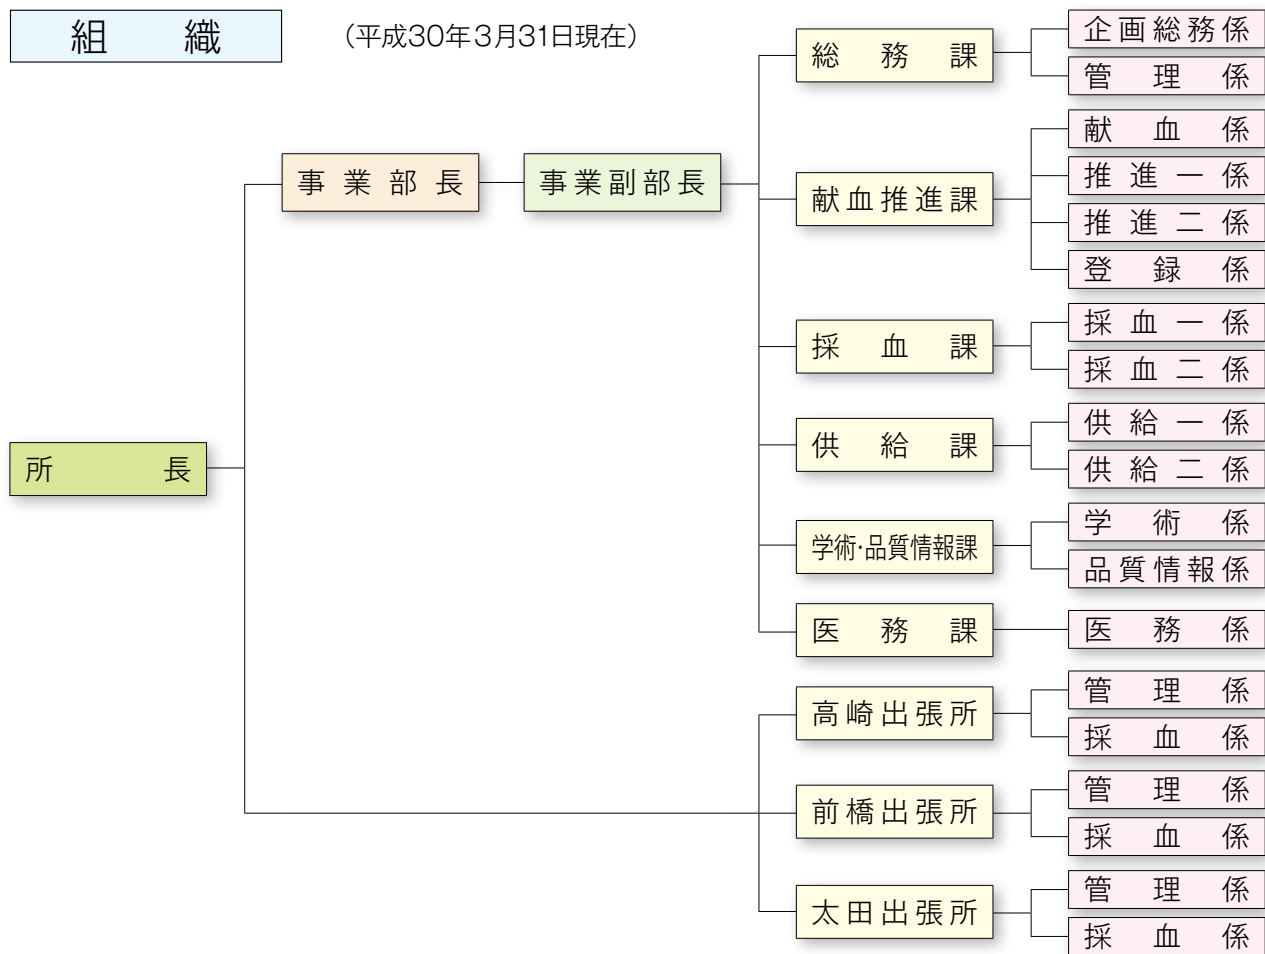 組織
（平成30年3月31日現在）
所長
事業部長
事業副部長
総務課
企画総務係
管理係
献血推進課
献血係
推進一係
推進二係
登録係
採血課
採血一係
採血二係
供給課
供給一係
供給二係
学術・品質情報課
学術係
品質情報係
医務課
医務係
高崎出張所
管理係
採血係
前橋出張所
管理係
採血係
太田出張所
管理係
採血係